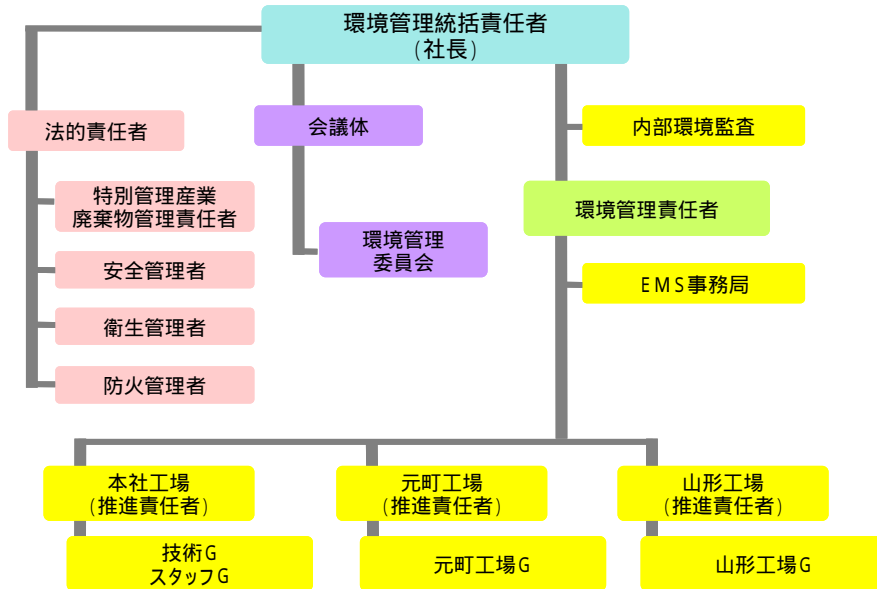 環境管理統括責任者
(社長)
法的責任者
会議体
内部環境監査
特別管理産業
廃棄物管理責任者
環境管理責任者
環境管理
委員会
安全管理者
EMS事務局
衛生管理者
防火管理者
本社工場
(推進責任者)
元町工場
(推進責任者)
山形工場
(推進責任者)
技術G
スタッフG
元町工場G
山形工場G